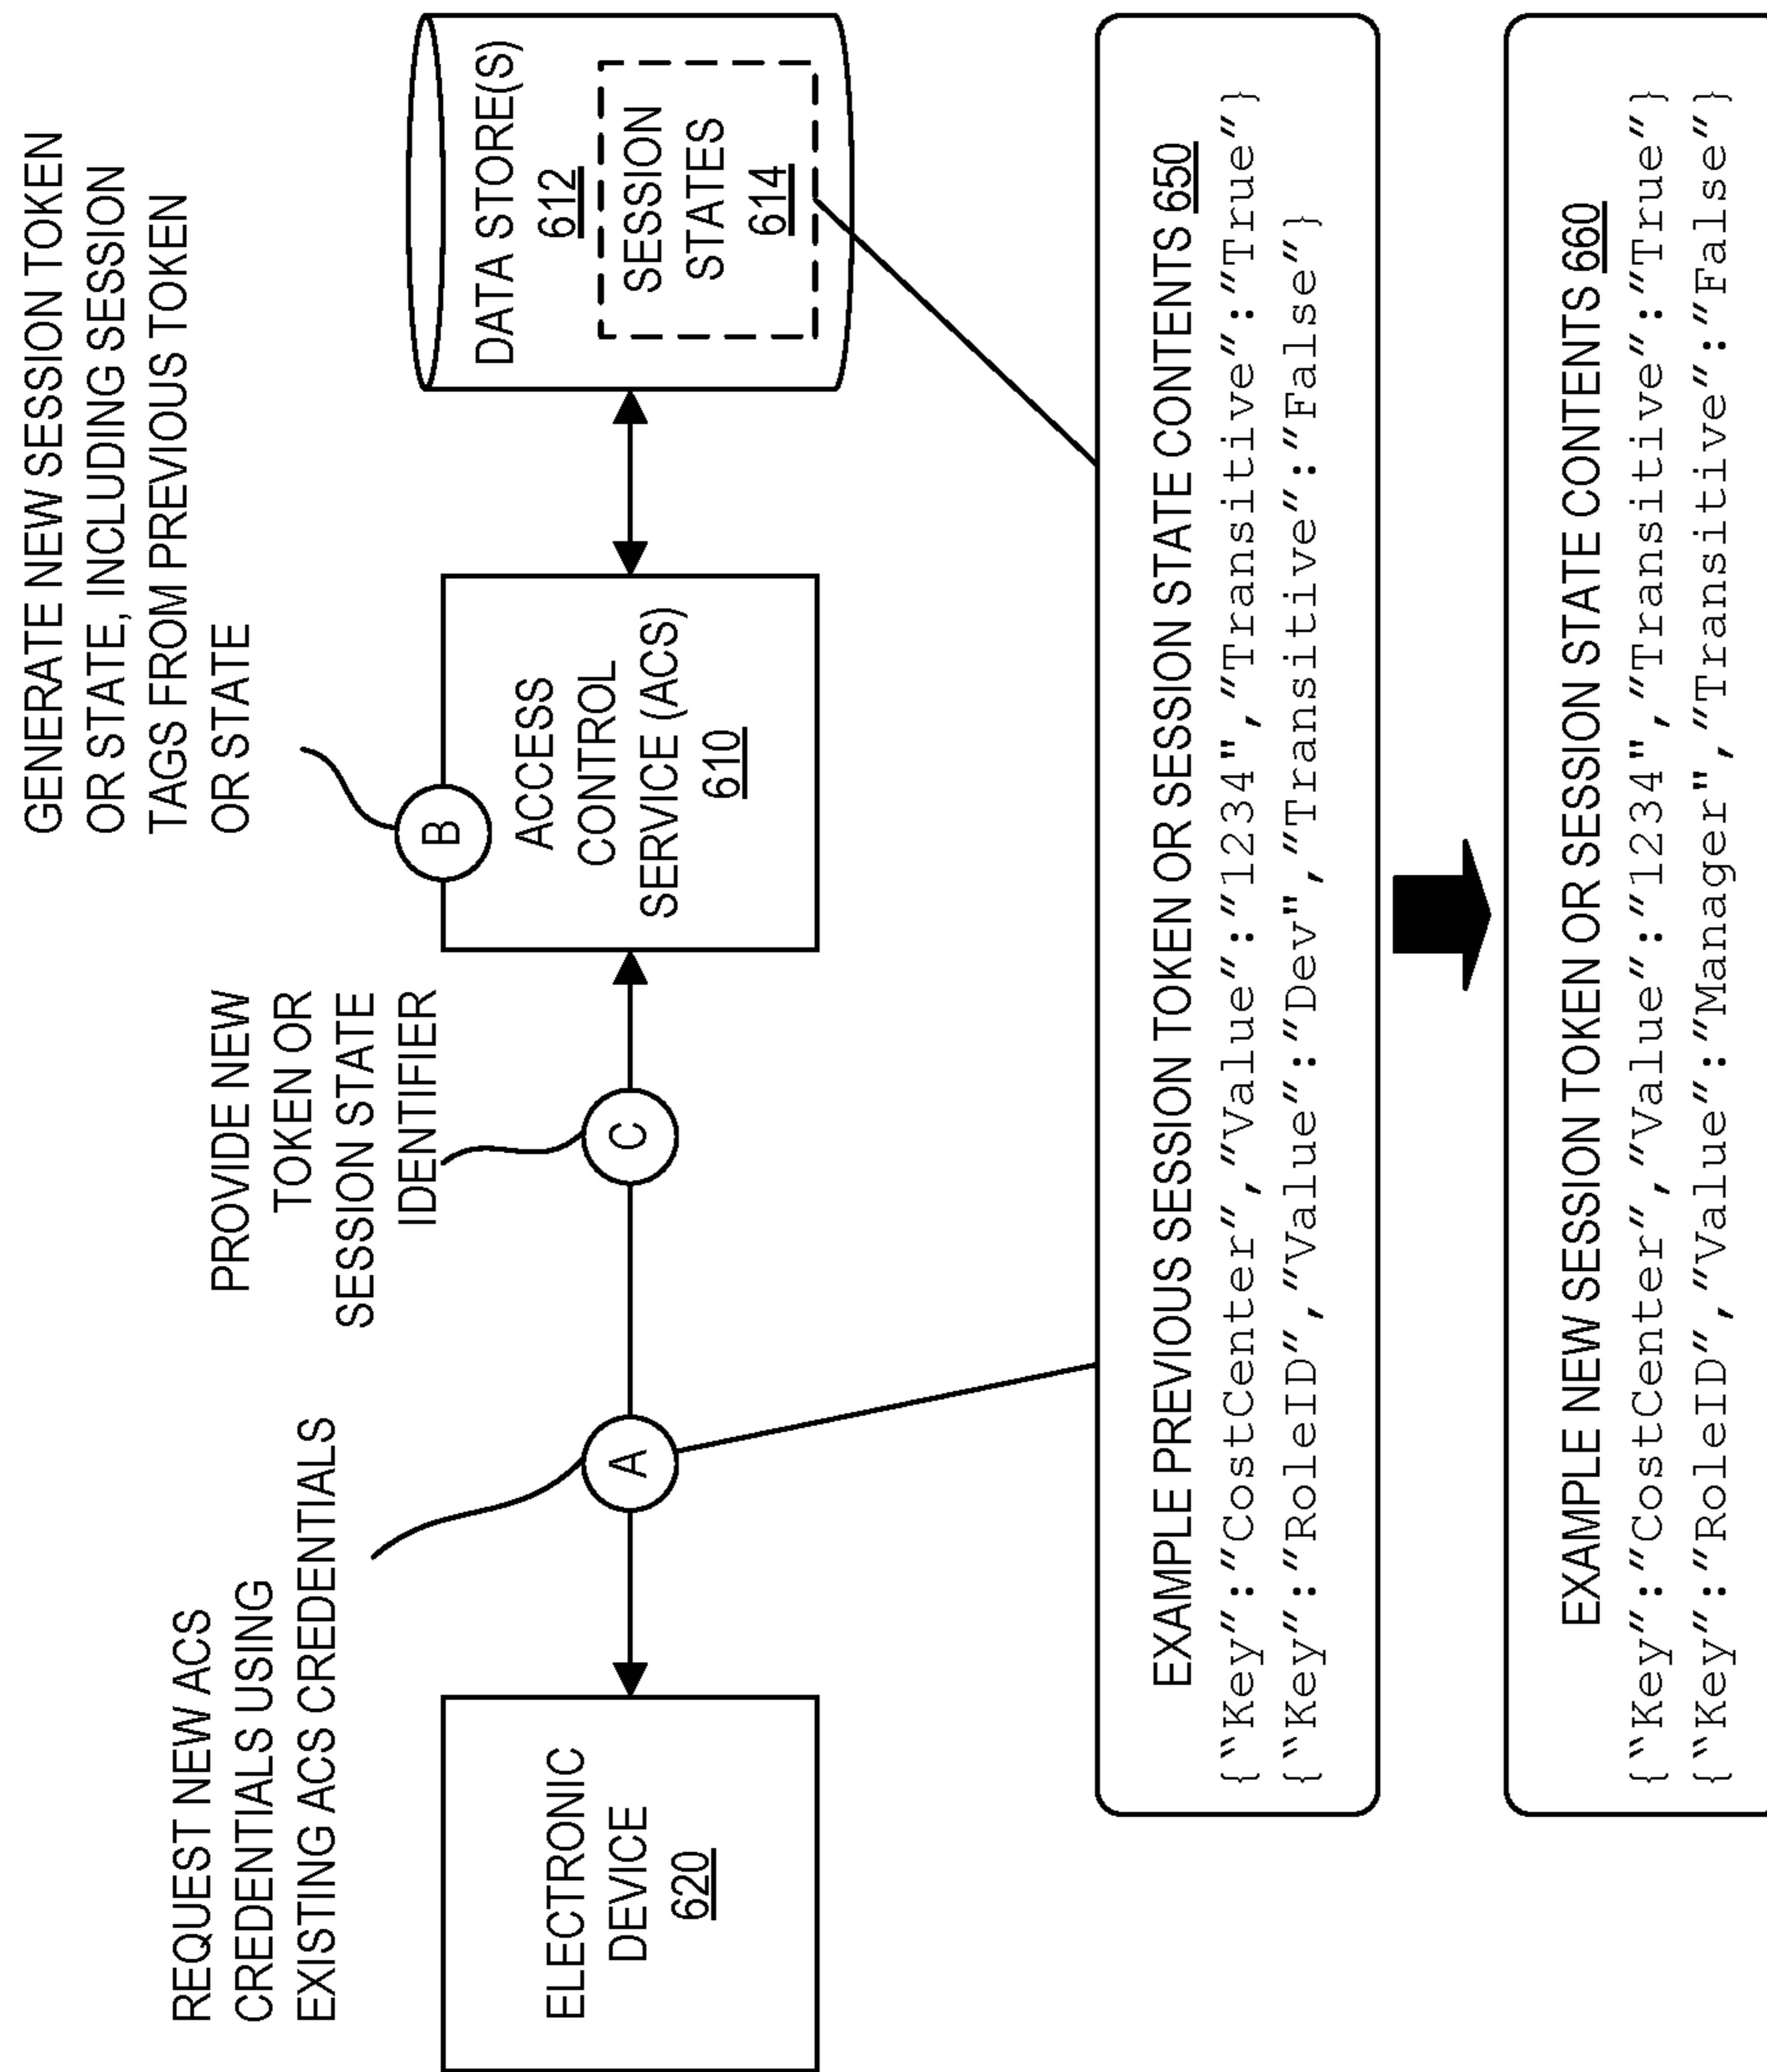 REQUEST NEW ACS
CREDENTIALS USING
EXISTING ACS CREDENTIALS
PROVIDE NEW
TOKEN OR
SESSION STATE
IDENTIFIER
GENERATE NEW SESSION TOKEN
OR STATE, INCLUDING SESSION
TAGS FROM PREVIOUS TOKEN
OR STATE
ELECTRONIC
DEVICE
620
A
C
B
ACCESS
CONTROL
SERVICE (ACS)
610
DATA STORE(S)
612
SESSION
STATES
614
EXAMPLE PREVIOUS SESSION TOKEN OR SESSION STATE CONTENTS 650
{“Key”:”CostCenter”,”Value”:”1234",”Transitive”:”True”}
{“Key”:”RoleID”,”Value”:”Dev",”Transitive”:”False”}
EXAMPLE NEW SESSION TOKEN OR SESSION STATE CONTENTS 660
{“Key”:”CostCenter”,”Value”:”1234",”Transitive”:”True”}
{“Key”:”RoleID”,”Value”:”Manager",”Transitive”:”False”}